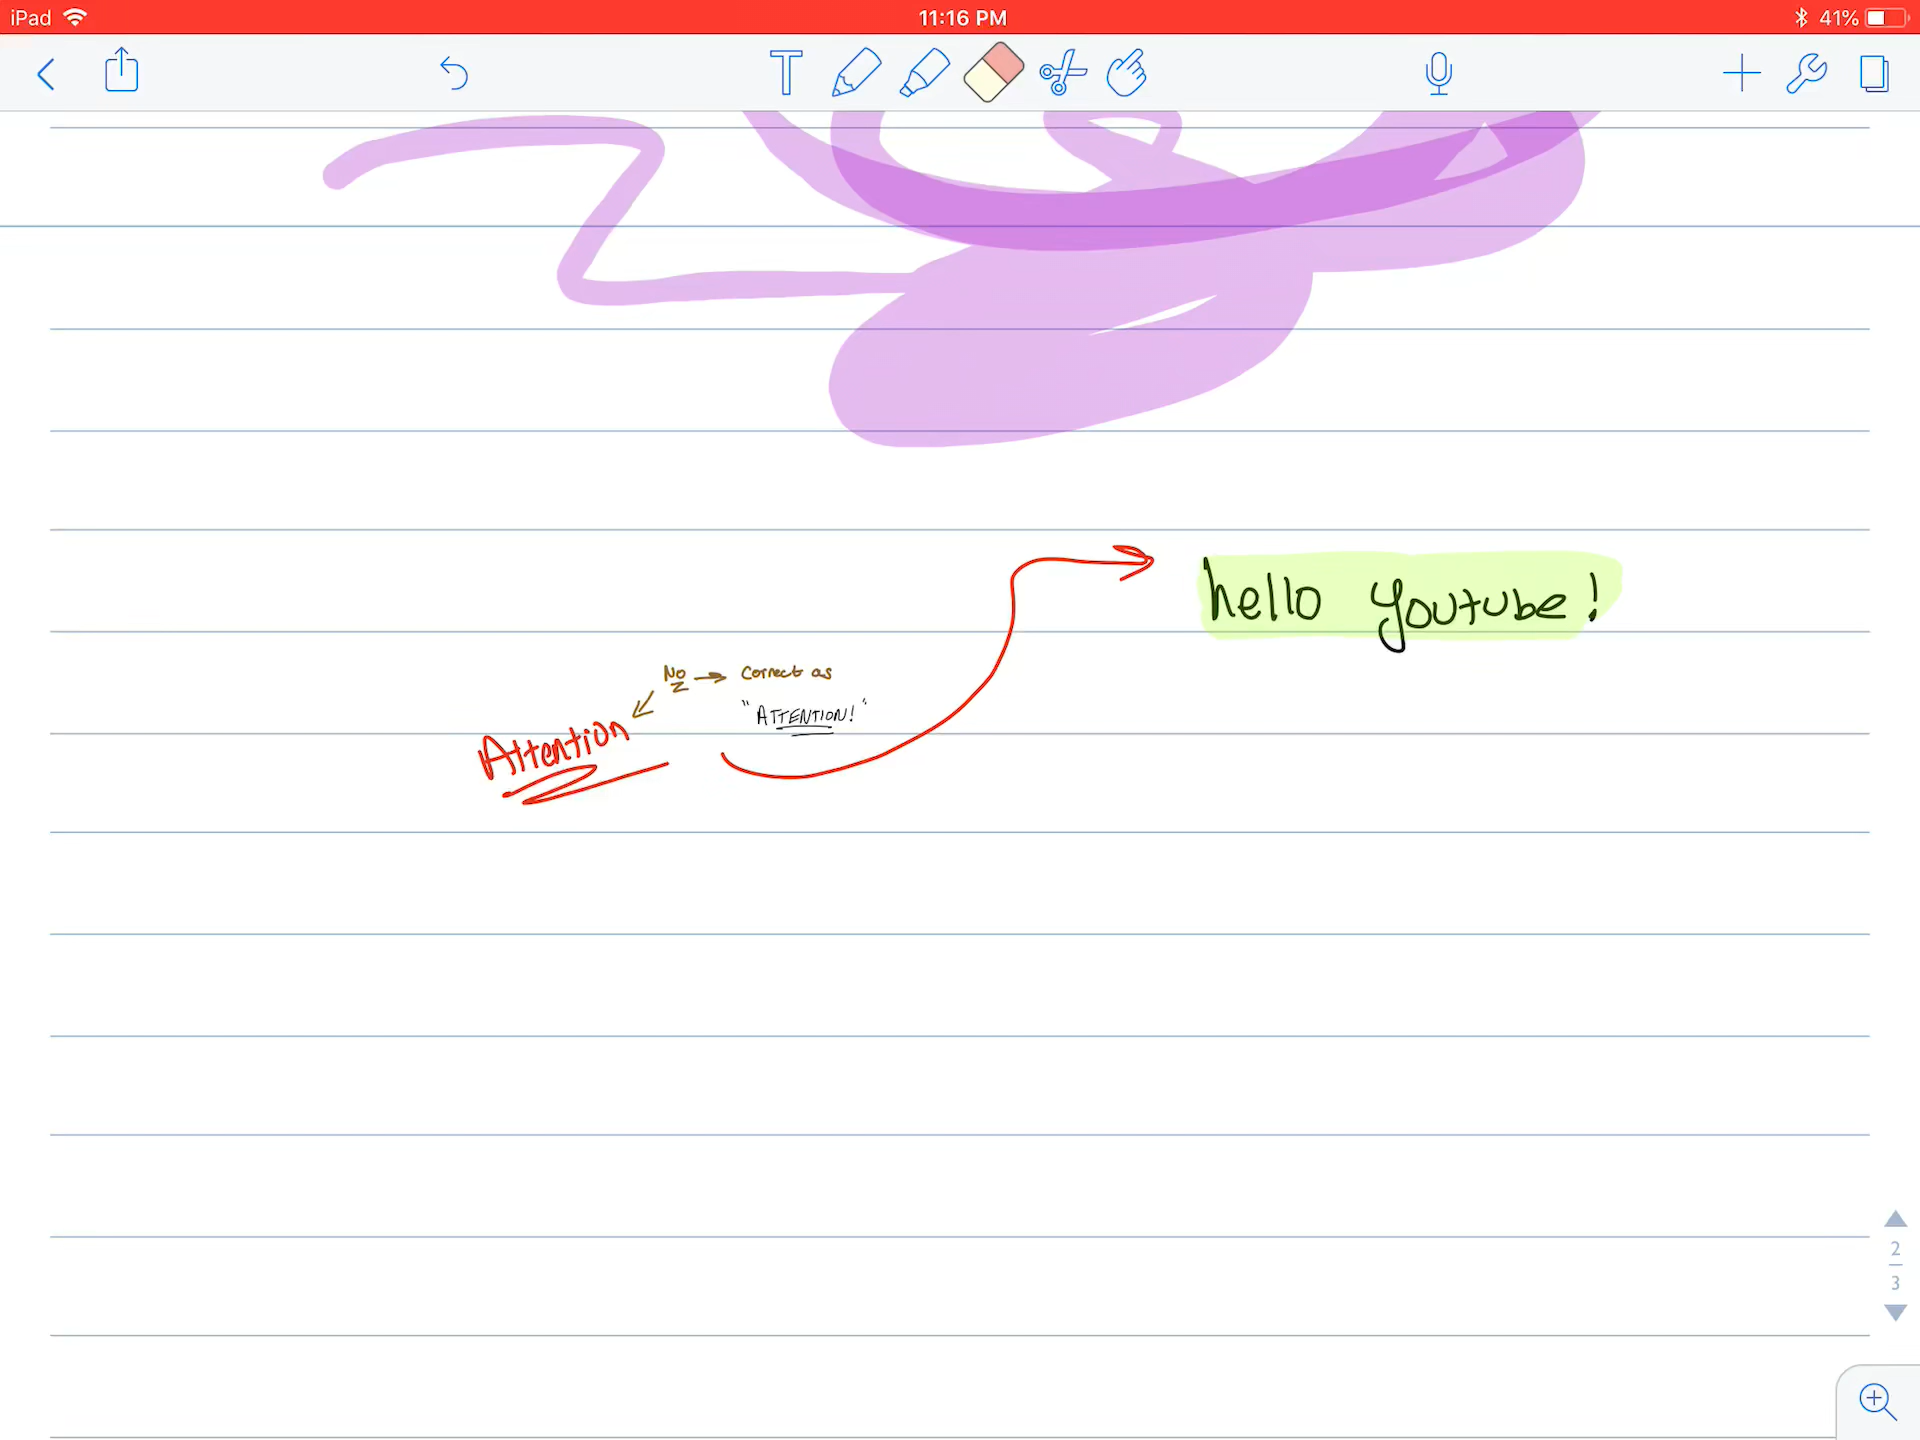 iPad 11:16 PM 41%
T
hello Youtube!
No → Correct as
"ATTENTION!"
Attention
2
3